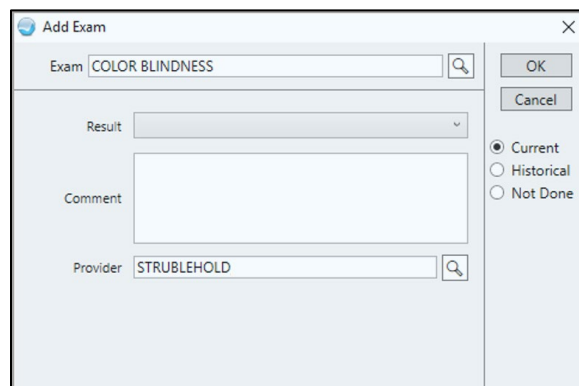 Add Exam
Exam COLOR BLINDNESS
OK
Cancel
Result
Current
Historical
Not Done
Comment
Provider STRUBLEHOLD